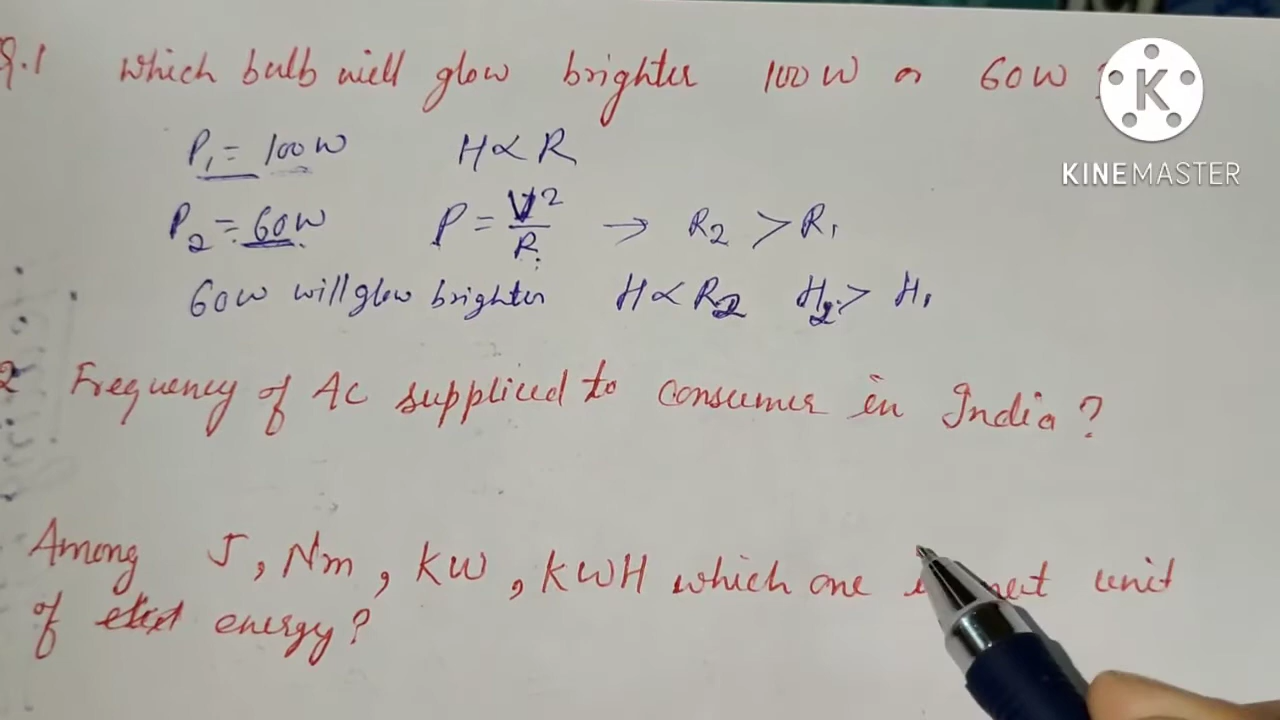 Q.1 Which bulb will glow brighter 100W or 60W ?
P₁ = 100W H∝R
P₂ = 60W P = V²/R → R₂ > R₁
60W will glow brighter H∝R₂ H₂ > H₁
2 Frequency of AC supplied to consumer in India ?
Among J, Nm, KW, KWH which one unit
of energy?
K
KINEMASTER